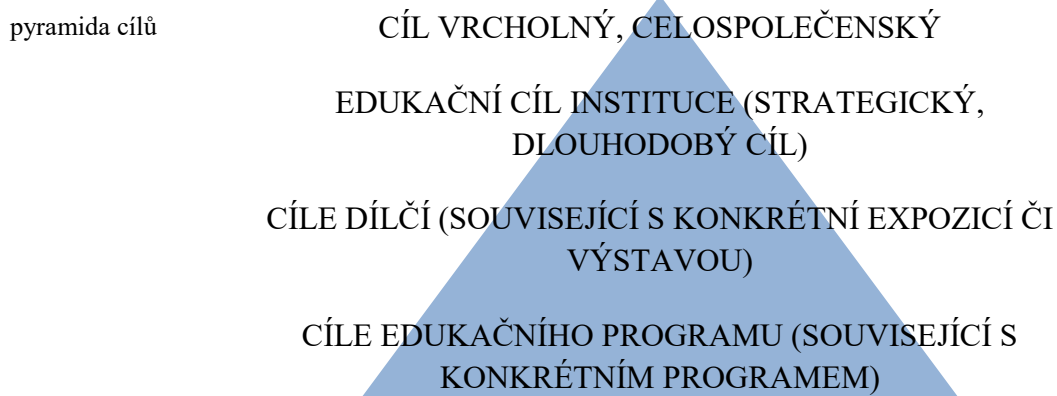 pyramida cílů
CÍL VRCHOLNÝ, CELOSPOLEČENSKÝ
EDUKAČNÍ CÍL INSTITUCE (STRATEGICKÝ,
DLOUHODOBÝ CÍL)
CÍLE DÍLČÍ (SOUVISEJÍCÍ S KONKRÉTNÍ EXPOZICÍ ČI
VÝSTAVOU)
CÍLE EDUKAČNÍHO PROGRAMU (SOUVISEJÍCÍ S
KONKRÉTNÍM PROGRAMEM)